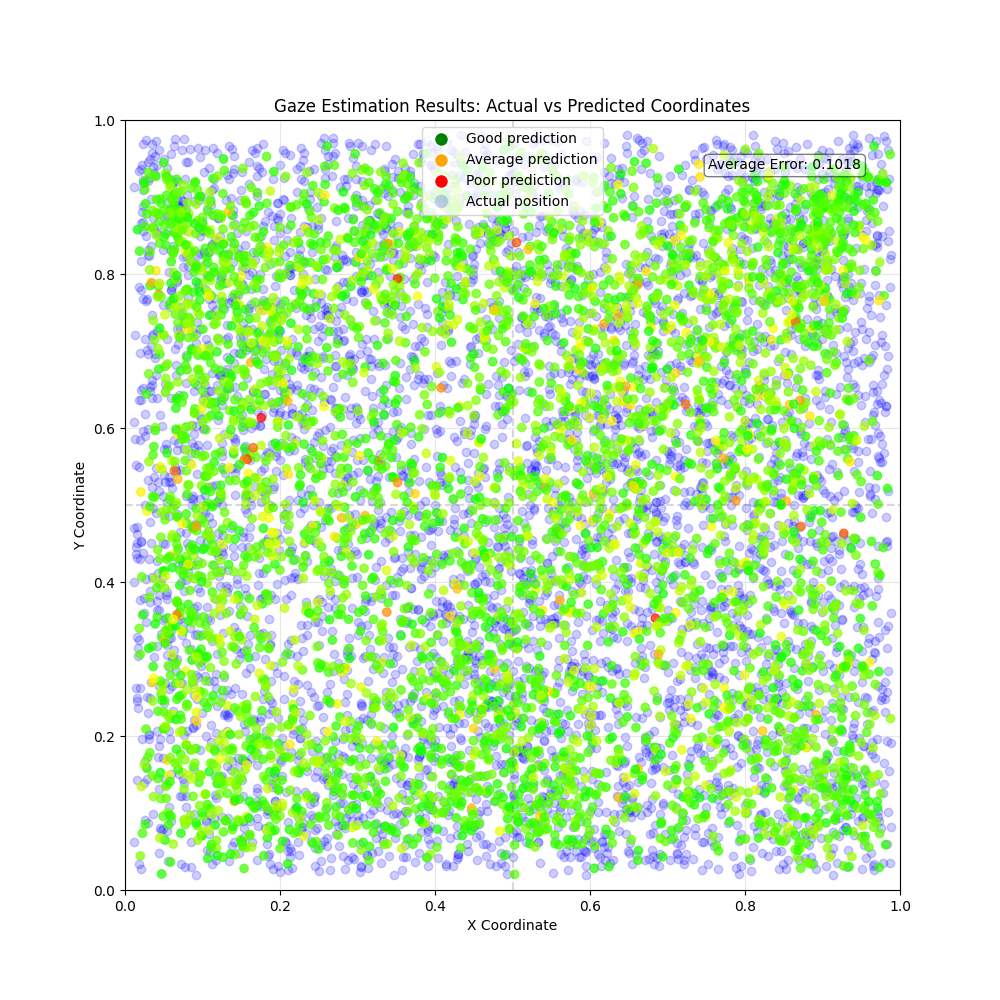 Gaze Estimation Results: Actual vs Predicted Coordinates
Good prediction
Average prediction
Poor prediction
Actual position
Average Error: 0.1018
1.0
0.8
0.6
0.4
0.2
0.0
Y Coordinate
0.0 0.2 0.4 0.6 0.8 1.0
X Coordinate